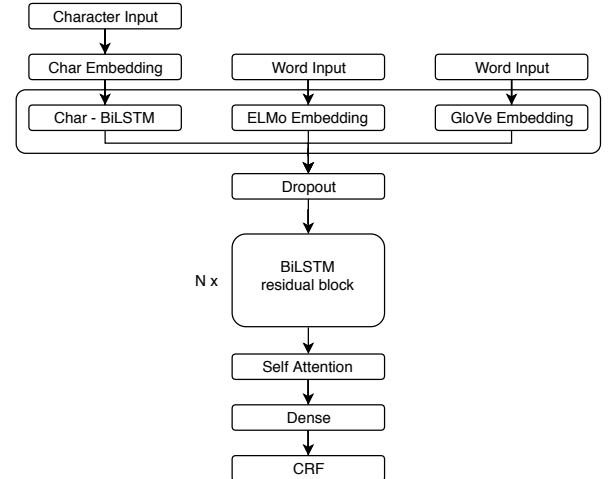 Character Input
Char Embedding
Word Input
Word Input
Char - BiLSTM
ELMo Embedding
GloVe Embedding
Dropout
N x
BiLSTM
residual block
Self Attention
Dense
CRF